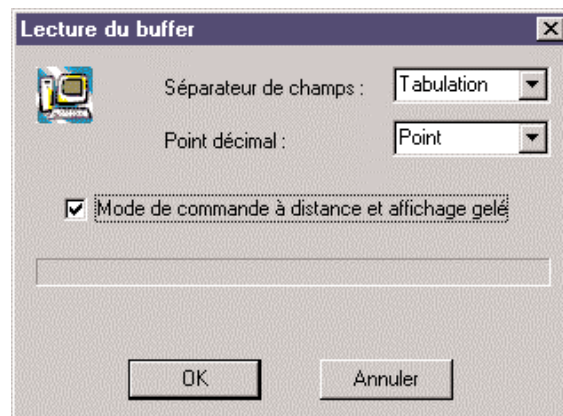 Lecture du buffer
Séparateur de champs : Tabulation
Point décimal : Point
Mode de commande à distance et affichage gelé
OK Annuler